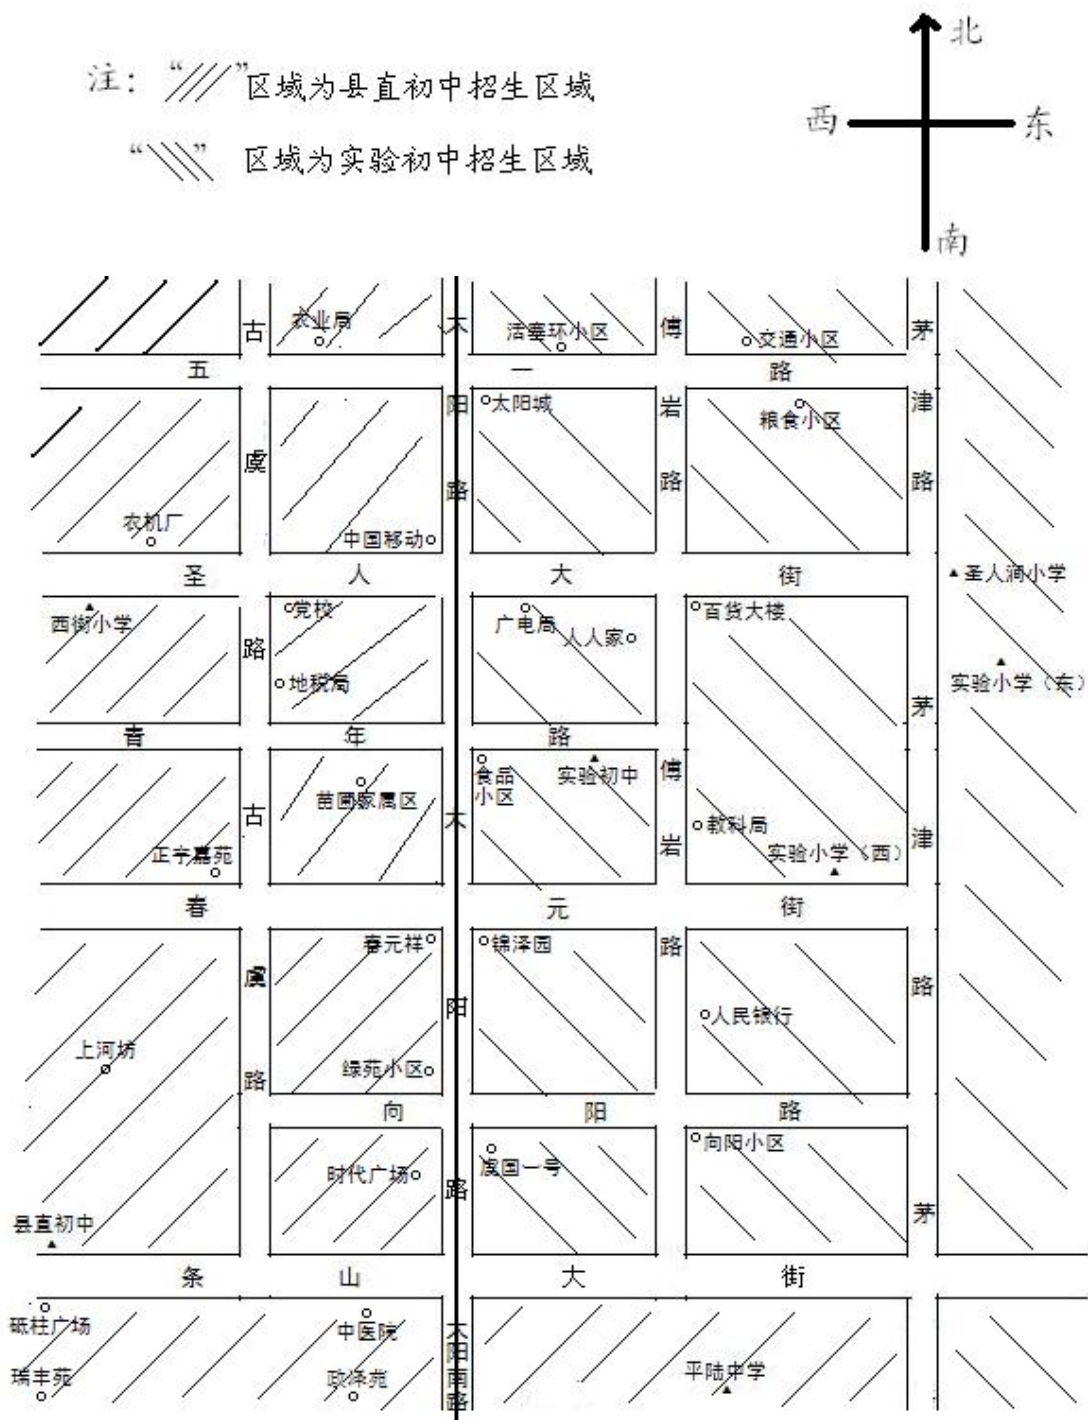 北
注：“///”区域为县直初中招生区域
西 东
“\\\”区域为实验初中招生区域
南
古 农业局 大 活塞环小区 傅 交通小区 茅
五 一 路
阳 太阳城 岩 粮食小区 津
虞 路 路 路
农机厂 中国移动
圣 人 大 街 圣人涧小学
西街小学 党校 广电局 百货大楼
路 人人家
地税局 实验小学（东）
青 年 路 茅
食品小区 实验初中 傅
苗圃家属区
古 大 岩 教科局 津
正宇嘉苑 实验小学（西）
春 元 街
春元祥 锦泽园 路
虞 阳 人民银行 路
上河坊 绿苑小区
路
向 阳 路
时代广场 虞国一号 向阳小区
路
县直初中 茅
条 山 大 街
砥柱广场 中医院 太阳南路
瑞丰苑 政泽苑 平陆中学